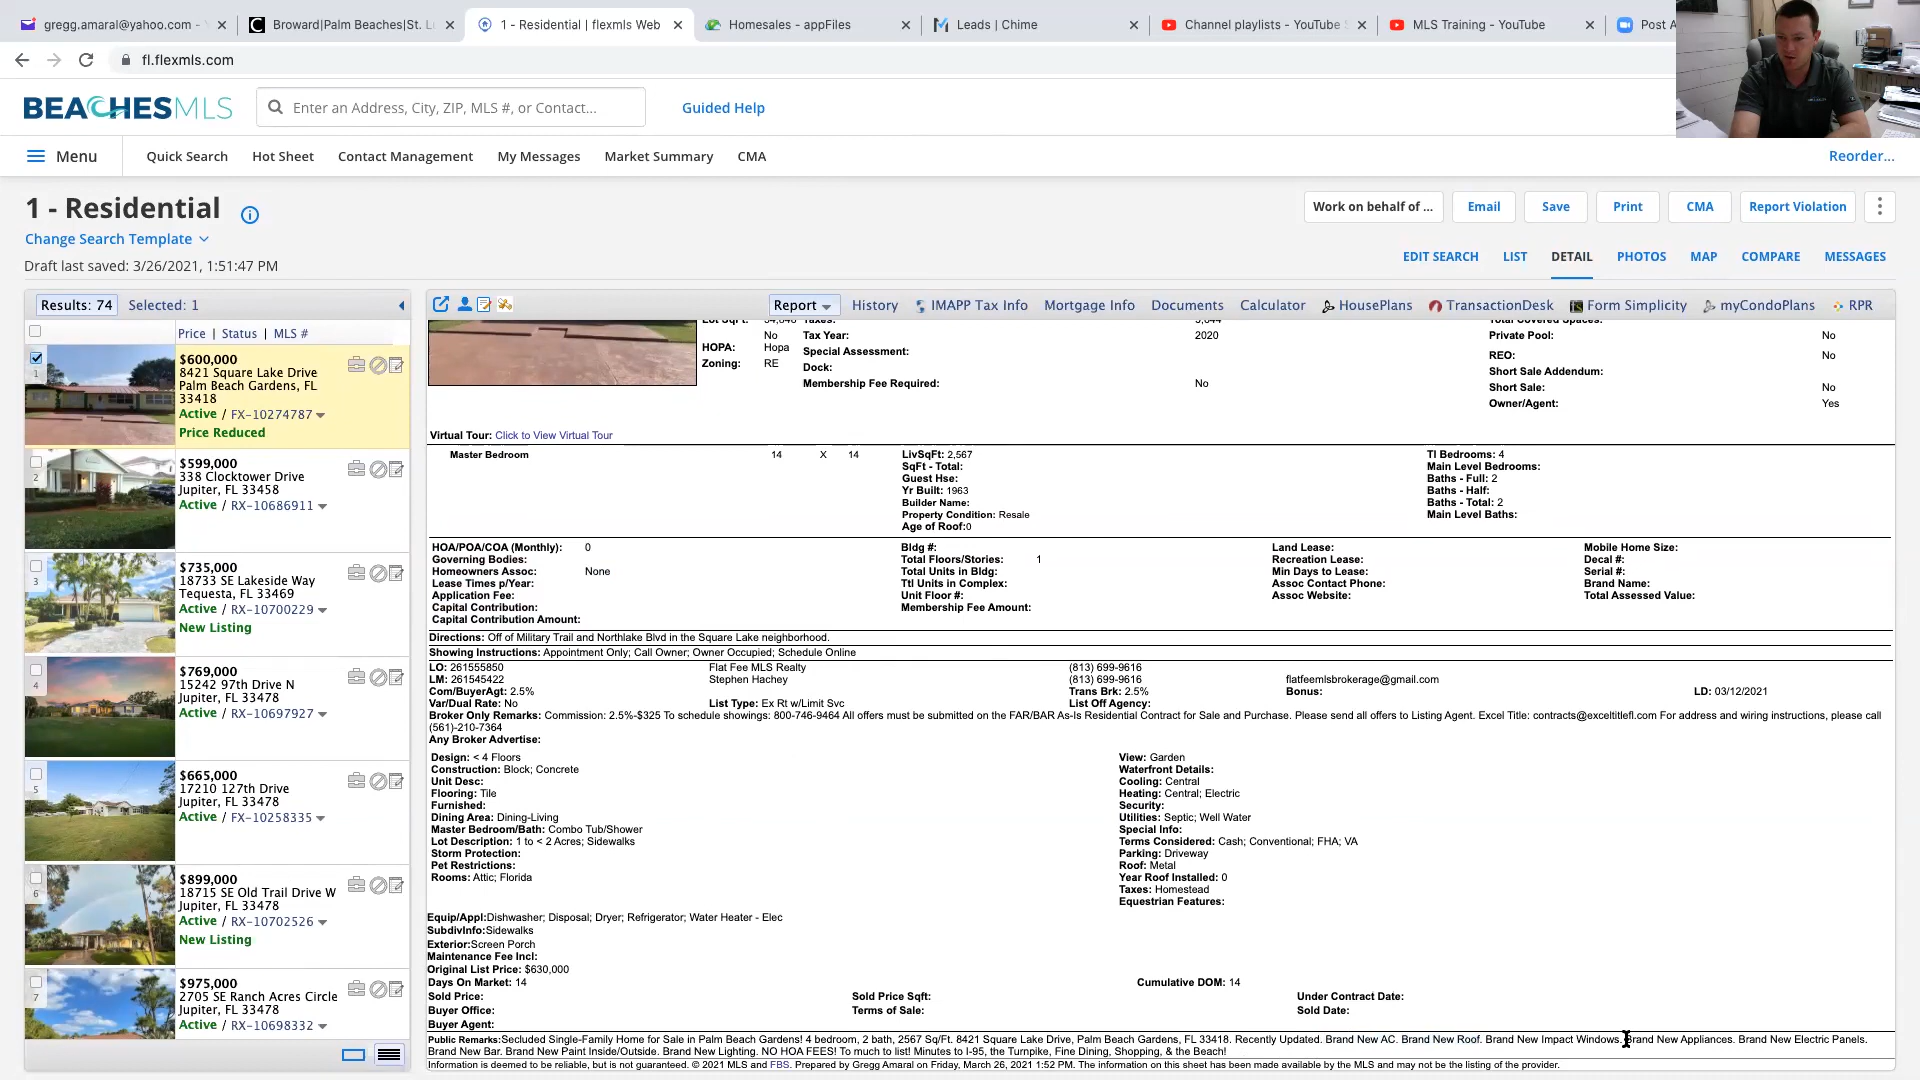 gregg.amaral@yahoo.com -
Broward|Palm Beaches|St. L
1 - Residential | flexmls Web
Homesales - appFiles
Leads | Chime
Channel playlists - YouTube
MLS Training - YouTube
Post A
fl.flexmls.com
BEACHESMLS
Enter an Address, City, ZIP, MLS #, or Contact...
Guided Help
Menu
Quick Search
Hot Sheet
Contact Management
My Messages
Market Summary
CMA
Reorder...
1 - Residential
Work on behalf of ...
Email
Save
Print
CMA
Report Violation
Change Search Template
Draft last saved: 3/26/2021, 1:51:47 PM
EDIT SEARCH
LIST
DETAIL
PHOTOS
MAP
COMPARE
MESSAGES
Results: 74
Selected: 1
Report
History
IMAPP Tax Info
Mortgage Info
Documents
Calculator
HousePlans
TransactionDesk
Form Simplicity
myCondoPlans
RPR
Price | Status | MLS #
1
$600,000
8421 Square Lake Drive
Palm Beach Gardens, FL
33418
Active / FX-10274787
Price Reduced
2
$599,000
338 Clocktower Drive
Jupiter, FL 33458
Active / RX-10686911
3
$735,000
18733 SE Lakeside Way
Tequesta, FL 33469
Active / RX-10700229
New Listing
4
$769,000
15242 97th Drive N
Jupiter, FL 33478
Active / RX-10697927
5
$665,000
17210 127th Drive
Jupiter, FL 33478
Active / FX-10258335
6
$899,000
18715 SE Old Trail Drive W
Jupiter, FL 33478
Active / RX-10702526
New Listing
7
$975,000
2705 SE Ranch Acres Circle
Jupiter, FL 33478
Active / RX-10698332
No
HOPA: Hopa
Zoning: RE
Tax Year: 2020
Special Assessment:
Dock:
Membership Fee Required: No
Private Pool: No
REO: No
Short Sale Addendum:
Short Sale: No
Owner/Agent: Yes
Virtual Tour: Click to View Virtual Tour
Master Bedroom 14 X 14
LivSqFt: 2,567
SqFt - Total:
Guest Hse:
Yr Built: 1963
Builder Name:
Property Condition: Resale
Age of Roof:0
Tl Bedrooms: 4
Main Level Bedrooms:
Baths - Full: 2
Baths - Half:
Baths - Total: 2
Main Level Baths:
HOA/POA/COA (Monthly): 0
Governing Bodies:
Homeowners Assoc: None
Lease Times p/Year:
Application Fee:
Capital Contribution:
Capital Contribution Amount:
Bldg #:
Total Floors/Stories: 1
Total Units in Bldg:
Ttl Units in Complex:
Unit Floor #:
Membership Fee Amount:
Land Lease:
Recreation Lease:
Min Days to Lease:
Assoc Contact Phone:
Assoc Website:
Mobile Home Size:
Decal #:
Serial #:
Brand Name:
Total Assessed Value:
Directions: Off of Military Trail and Northlake Blvd in the Square Lake neighborhood.
Showing Instructions: Appointment Only; Call Owner; Owner Occupied; Schedule Online
LO: 261555850 Flat Fee MLS Realty (813) 699-9616
LM: 261545422 Stephen Hachey (813) 699-9616 flatfeemlsbrokerage@gmail.com
Com/BuyerAgt: 2.5% Trans Brk: 2.5% Bonus: LD: 03/12/2021
Var/Dual Rate: No List Type: Ex Rt w/Limit Svc List Off Agency:
Broker Only Remarks: Commission: 2.5%-$325 To schedule showings: 800-746-9464 All offers must be submitted on the FAR/BAR As-Is Residential Contract for Sale and Purchase. Please send all offers to Listing Agent. Excel Title: contracts@exceltitlefl.com For address and wiring instructions, please call
(561)-210-7364
Any Broker Advertise:
Design: < 4 Floors
Construction: Block; Concrete
Unit Desc:
Flooring: Tile
Furnished:
Dining Area: Dining-Living
Master Bedroom/Bath: Combo Tub/Shower
Lot Description: 1 to < 2 Acres; Sidewalks
Storm Protection:
Pet Restrictions:
Rooms: Attic; Florida
View: Garden
Waterfront Details:
Cooling: Central
Heating: Central; Electric
Security:
Utilities: Septic; Well Water
Special Info:
Terms Considered: Cash; Conventional; FHA; VA
Parking: Driveway
Roof: Metal
Year Roof Installed: 0
Taxes: Homestead
Equestrian Features:
Equip/Appl:Dishwasher; Disposal; Dryer; Refrigerator; Water Heater - Elec
SubdivInfo:Sidewalks
Exterior:Screen Porch
Maintenance Fee Incl:
Original List Price: $630,000
Days On Market: 14 Cumulative DOM: 14
Sold Price: Sold Price Sqft: Under Contract Date:
Buyer Office: Terms of Sale: Sold Date:
Buyer Agent:
Public Remarks:Secluded Single-Family Home for Sale in Palm Beach Gardens! 4 bedroom, 2 bath, 2567 Sq/Ft. 8421 Square Lake Drive, Palm Beach Gardens, FL 33418. Recently Updated. Brand New AC. Brand New Roof. Brand New Impact Windows. Brand New Appliances. Brand New Electric Panels.
Brand New Bar. Brand New Paint Inside/Outside. Brand New Lighting. NO HOA FEES! To much to list! Minutes to I-95, the Turnpike, Fine Dining, Shopping, & the Beach!
Information is deemed to be reliable, but is not guaranteed. © 2021 MLS and FBS. Prepared by Gregg Amaral on Friday, March 26, 2021 1:52 PM. The information on this sheet has been made available by the MLS and may not be the listing of the provider.